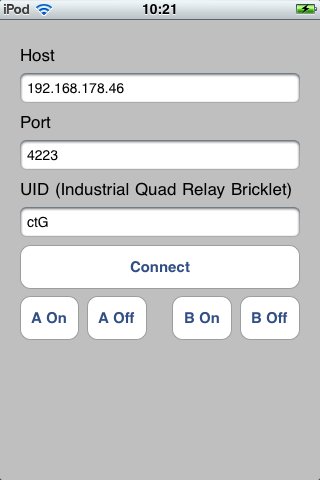 iPod 10:21
Host
192.168.178.46
Port
4223
UID (Industrial Quad Relay Bricklet)
ctG
Connect
A On A Off B On B Off